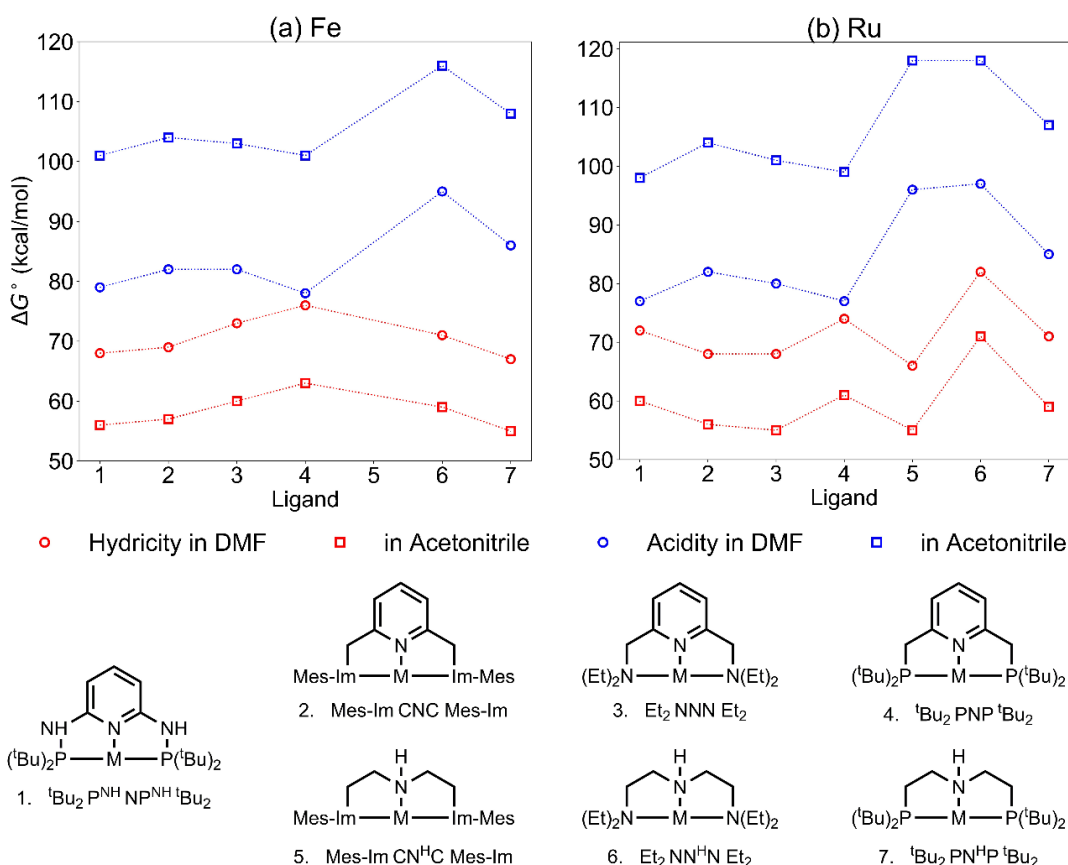 (a) Fe
(b) Ru
ΔG° (kcal/mol)
120
110
100
90
80
70
60
50
1 2 3 4 5 6 7
Ligand
120
110
100
90
80
70
60
50
1 2 3 4 5 6 7
Ligand
Hydricity in DMF in Acetonitrile Acidity in DMF in Acetonitrile
NH N NH
(ᵗBu)₂P M P(ᵗBu)₂
1. ᵗBu₂ Pᴺᴴ NPᴺᴴ ᵗBu₂
N
Mes-Im M Im-Mes
2. Mes-Im CNC Mes-Im
N
(Et)₂N M N(Et)₂
3. Et₂ NNN Et₂
N
(ᵗBu)₂P M P(ᵗBu)₂
4. ᵗBu₂ PNP ᵗBu₂
H
N
Mes-Im M Im-Mes
5. Mes-Im CNᴴC Mes-Im
H
N
(Et)₂N M N(Et)₂
6. Et₂ NNᴴN Et₂
H
N
(ᵗBu)₂P M P(ᵗBu)₂
7. ᵗBu₂ PNᴴP ᵗBu₂